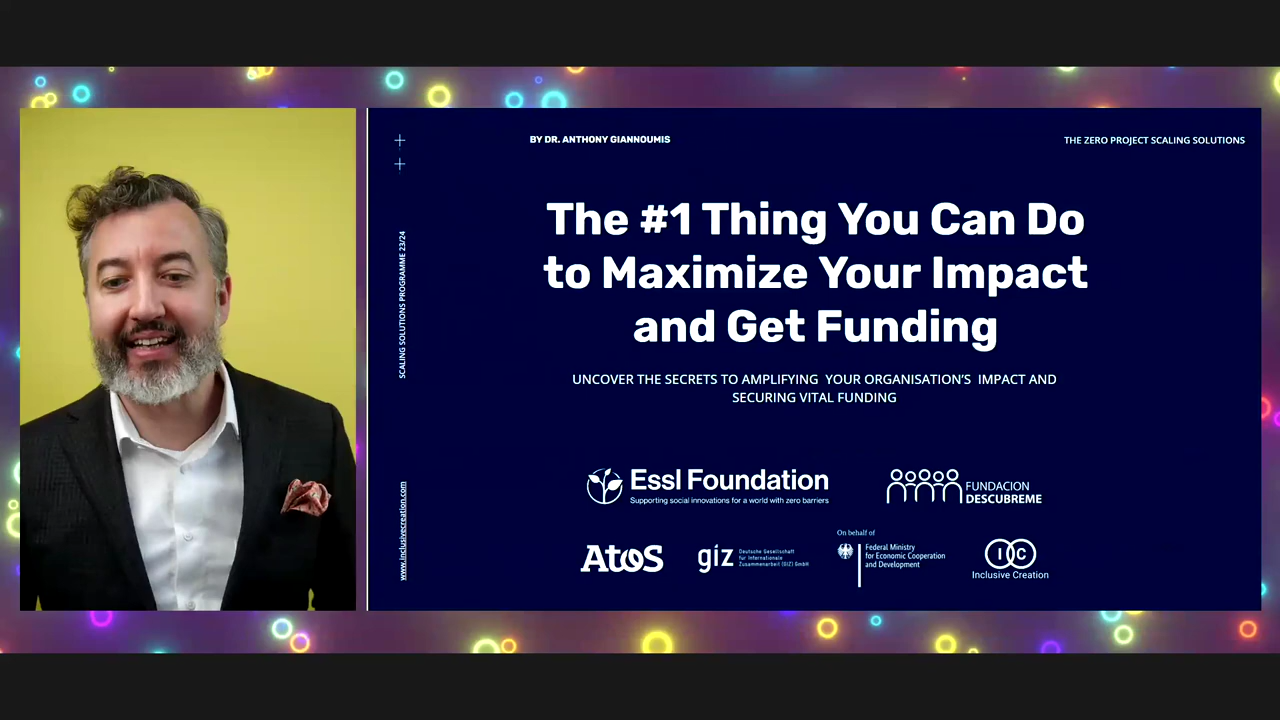 BY DR. ANTHONY GIANNOUMIS
THE ZERO PROJECT SCALING SOLUTIONS
The #1 Thing You Can Do
to Maximize Your Impact
and Get Funding
UNCOVER THE SECRETS TO AMPLIFYING YOUR ORGANISATION'S IMPACT AND
SECURING VITAL FUNDING
SCALING SOLUTIONS PROGRAMME 23/24
www.inclusivecreation.com
Essl Foundation
Supporting social innovations for a world with zero barriers
FUNDACION
DESCUBREME
Atos
giz
Deutsche Gesellschaft
für Internationale
Zusammenarbeit (GIZ) GmbH
On behalf of
Federal Ministry
for Economic Cooperation
and Development
IC
Inclusive Creation